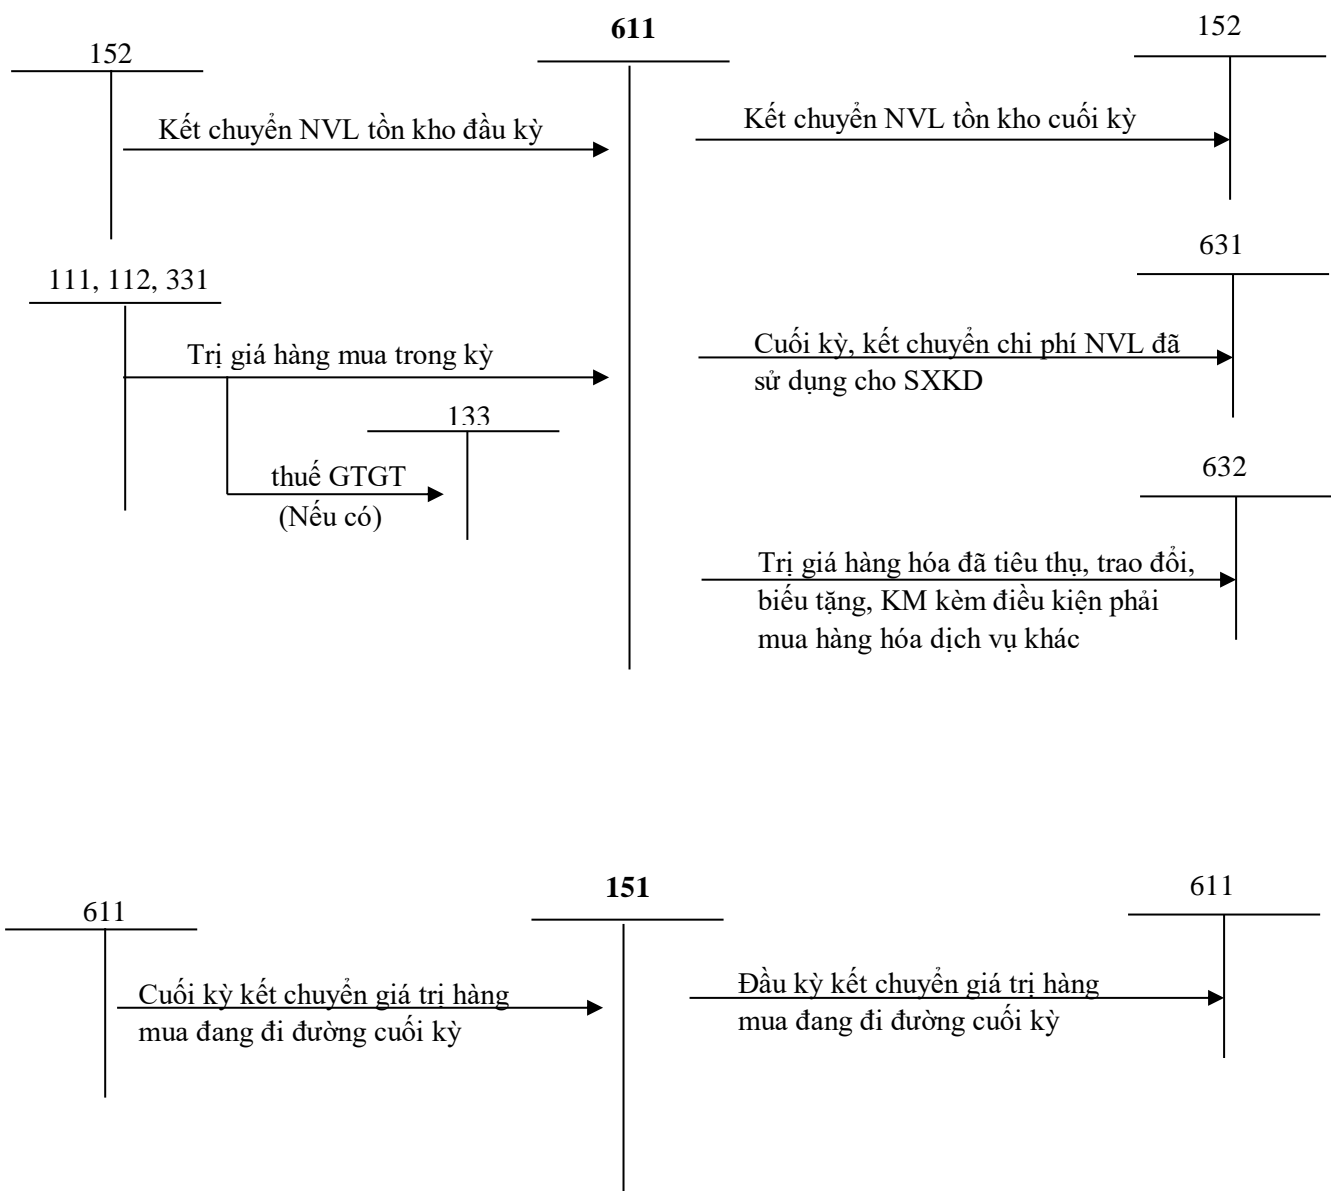 152
611
152
Kết chuyển NVL tồn kho đầu kỳ
Kết chuyển NVL tồn kho cuối kỳ
111, 112, 331
631
Trị giá hàng mua trong kỳ
Cuối kỳ, kết chuyển chi phí NVL đã
sử dụng cho SXKD
133
thuế GTGT
(Nếu có)
632
Trị giá hàng hóa đã tiêu thụ, trao đổi,
biếu tặng, KM kèm điều kiện phải
mua hàng hóa dịch vụ khác
611
151
611
Cuối kỳ kết chuyển giá trị hàng
mua đang đi đường cuối kỳ
Đầu kỳ kết chuyển giá trị hàng
mua đang đi đường cuối kỳ